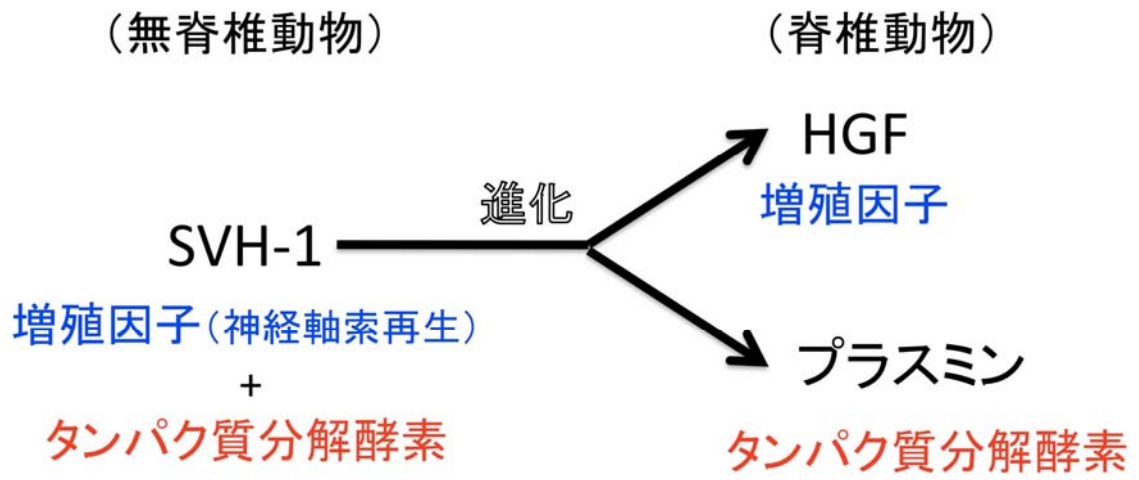 （無脊椎動物）
（脊椎動物）
HGF
増殖因子
進化
SVH-1
増殖因子（神経軸索再生）
+
タンパク質分解酵素
プラスミン
タンパク質分解酵素